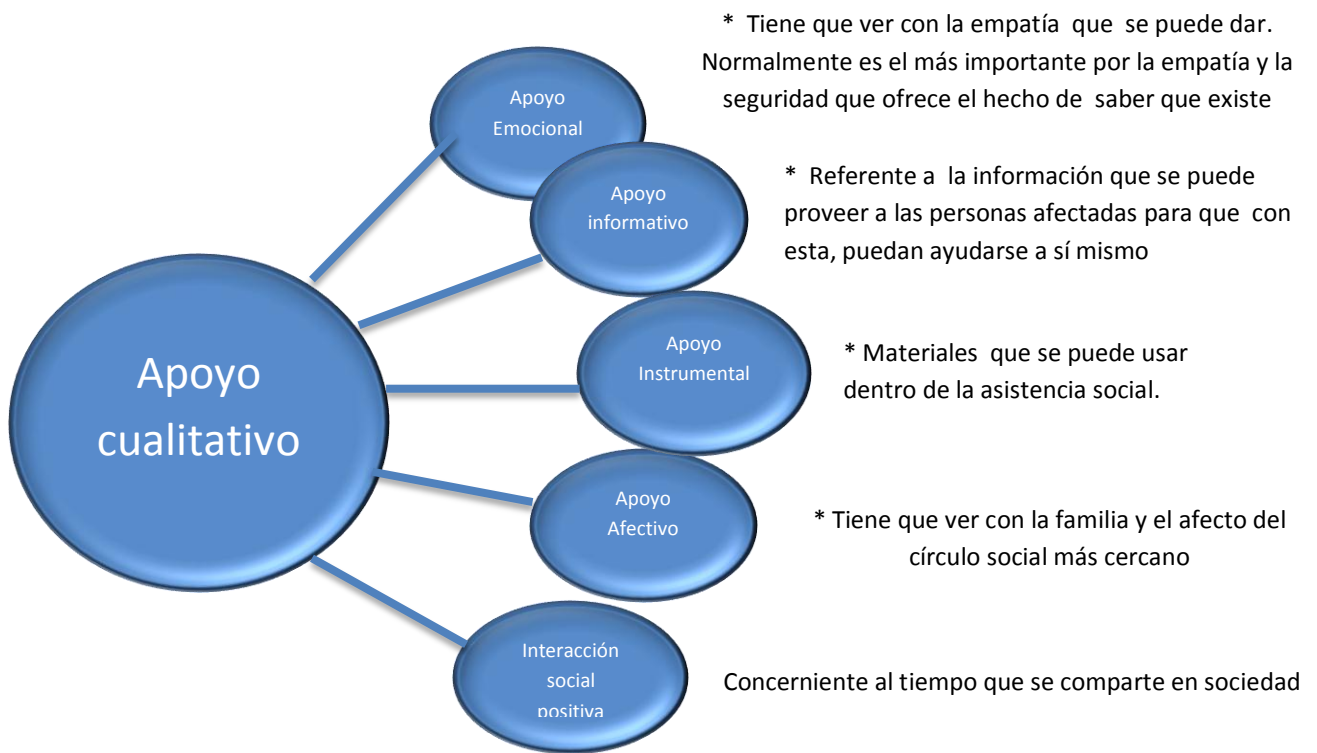 * Tiene que ver con la empatía que se puede dar.
Normalmente es el más importante por la empatía y la
seguridad que ofrece el hecho de saber que existe
Apoyo
Emocional
* Referente a la información que se puede
proveer a las personas afectadas para que con
esta, puedan ayudarse a sí mismo
Apoyo
informativo
Apoyo
cualitativo
Apoyo
Instrumental
* Materiales que se puede usar
dentro de la asistencia social.
Apoyo
Afectivo
* Tiene que ver con la familia y el afecto del
círculo social más cercano
Interacción
social
positiva
Concerniente al tiempo que se comparte en sociedad